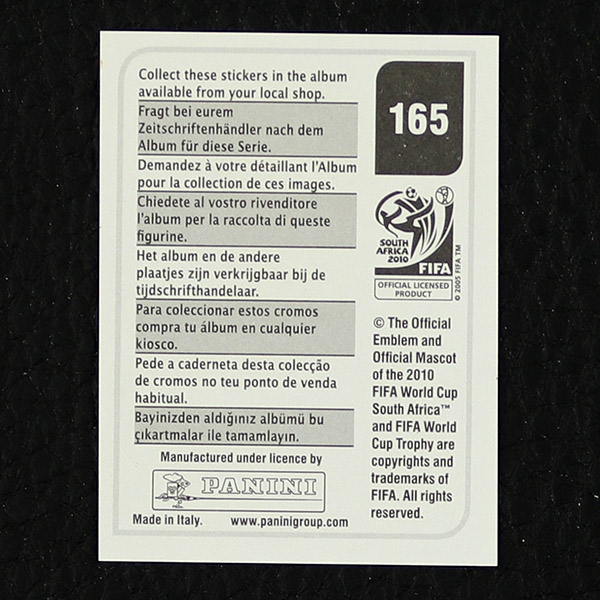 Collect these stickers in the album
available from your local shop.
Fragt bei eurem
Zeitschriftenhändler nach dem
Album für diese Serie.
Demandez à votre détaillant l'Album
pour la collection de ces images.
Chiedete al vostro rivenditore
l'album per la raccolta di queste
figurine.
Het album en de andere
plaatjes zijn verkrijgbaar bij de
tijdschrifthandelaar.
Para coleccionar estos cromos
compra tu álbum en cualquier
kiosco.
Pede a caderneta desta colecção
de cromos no teu ponto de venda
habitual.
Bayinizden aldığınız albümü bu
çıkartmalar ile tamamlayın.
Manufactured under licence by
PANINI
Made in Italy. www.paninigroup.com
165
SOUTH
AFRICA
2010
FIFA
© 2005 FIFA TM
OFFICIAL LICENSED
PRODUCT
© The Official
Emblem and
Official Mascot
of the 2010
FIFA World Cup
South Africa™
and FIFA World
Cup Trophy are
copyrights and
trademarks of
FIFA. All rights
reserved.